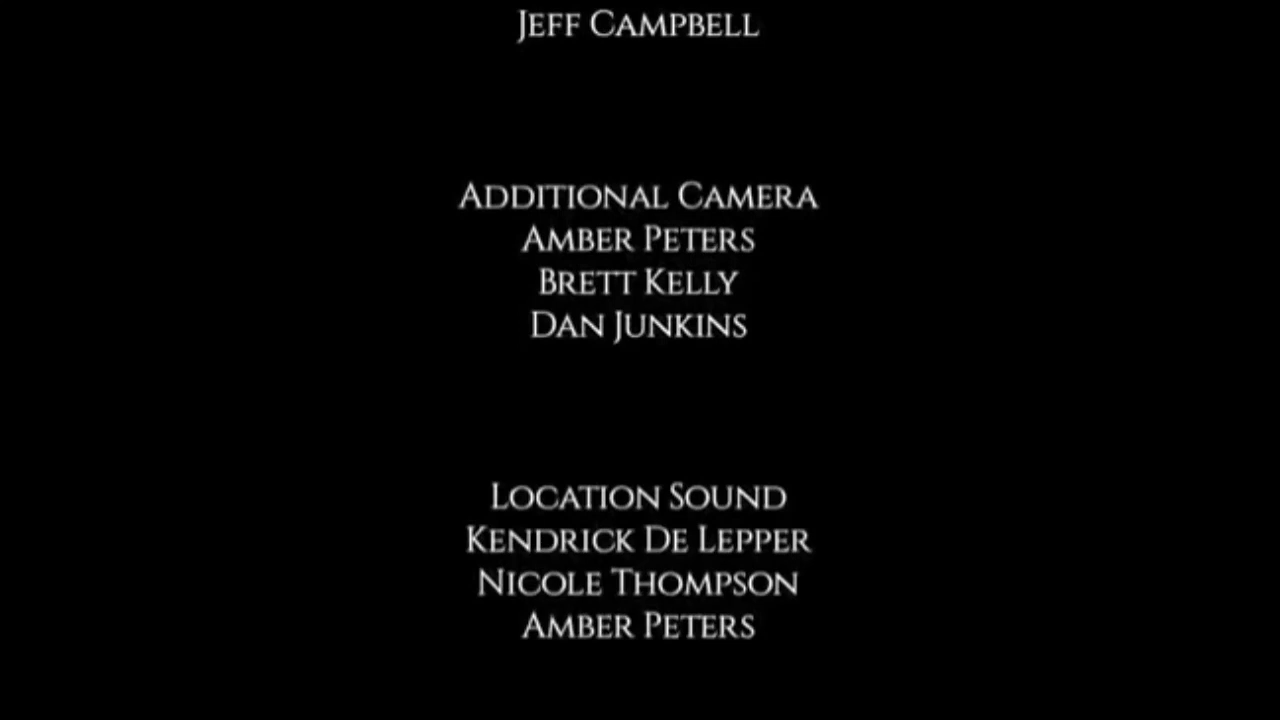 Jeff Campbell
Additional Camera
Amber Peters
Brett Kelly
Dan Junkins
Location Sound
Kendrick De Lepper
Nicole Thompson
Amber Peters